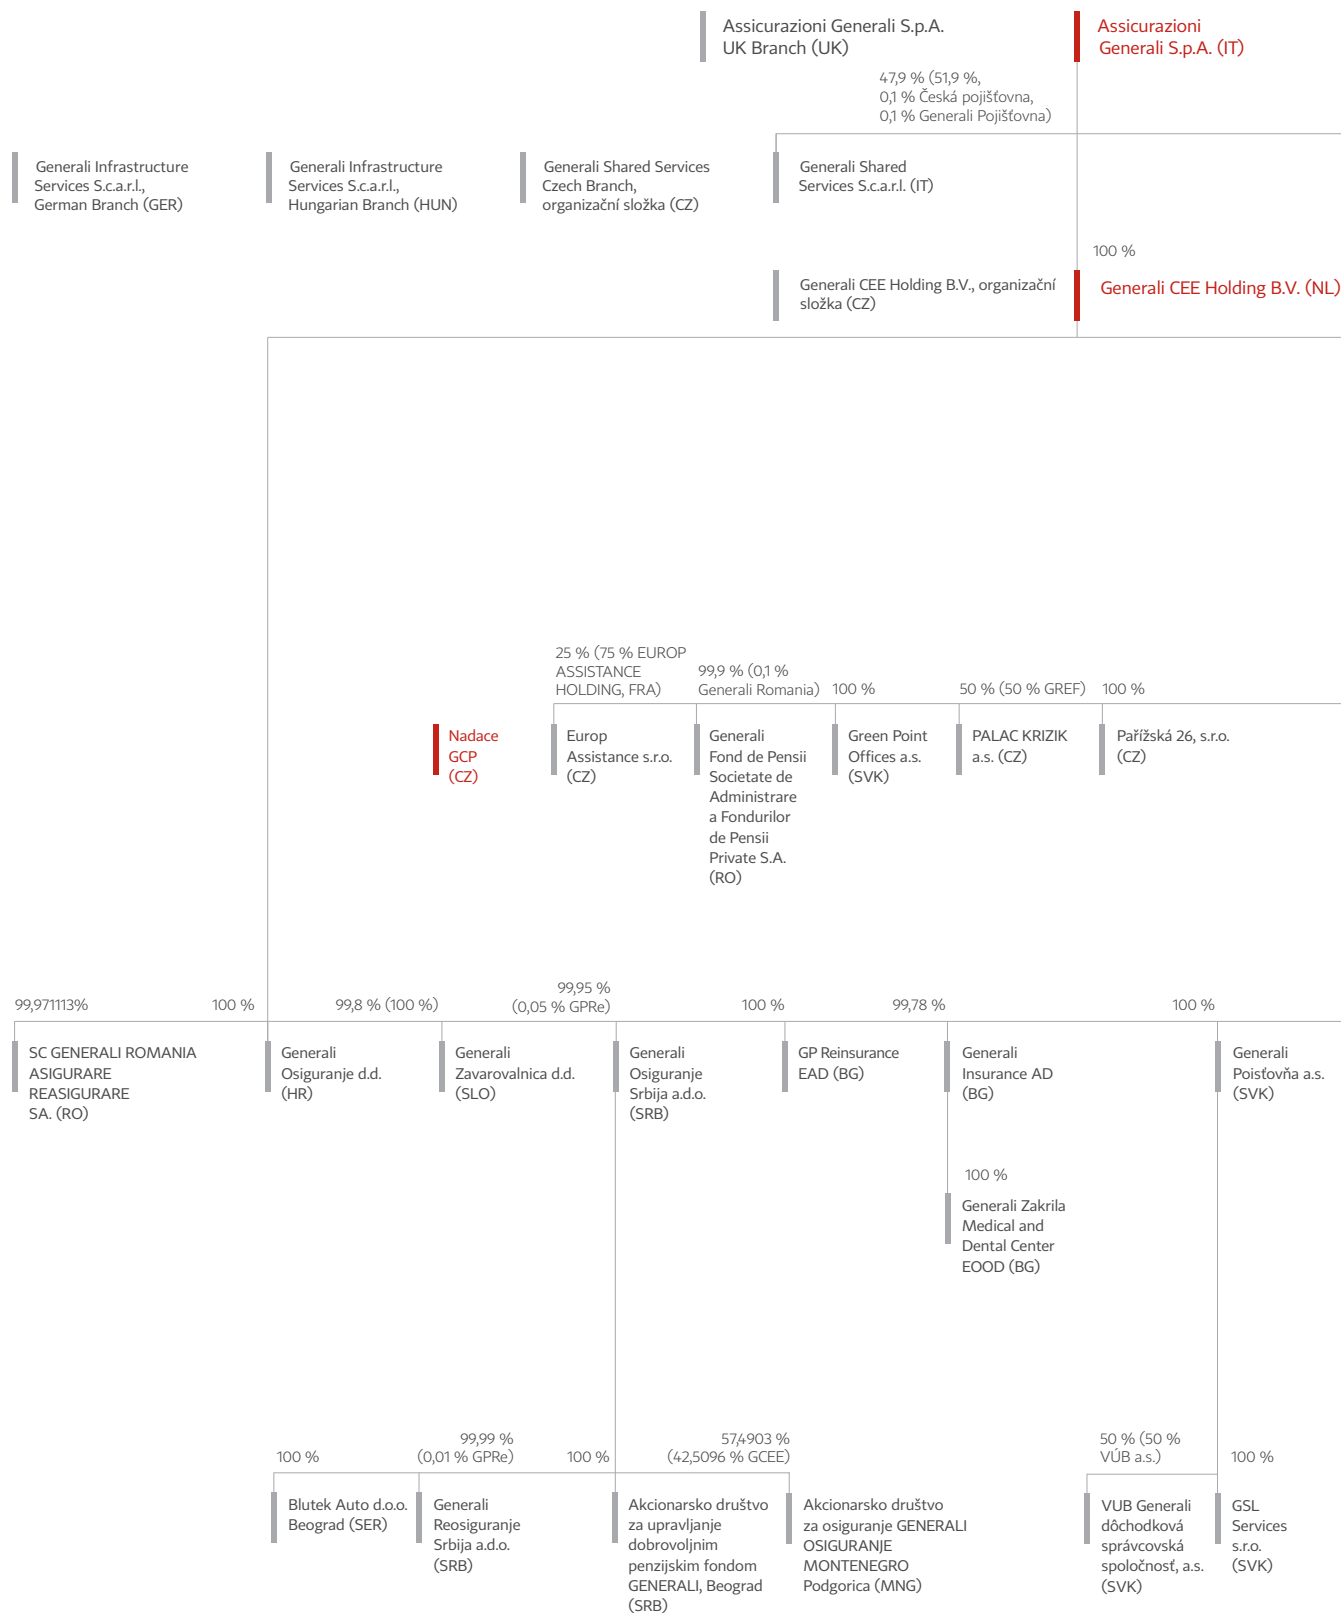 Assicurazioni Generali S.p.A.
UK Branch (UK)
Assicurazioni
Generali S.p.A. (IT)
47,9 % (51,9 %,
0,1 % Česká pojišťovna,
0,1 % Generali Pojišťovna)
Generali Infrastructure
Services S.c.a.r.l.,
German Branch (GER)
Generali Infrastructure
Services S.c.a.r.l.,
Hungarian Branch (HUN)
Generali Shared Services
Czech Branch,
organizační složka (CZ)
Generali Shared
Services S.c.a.r.l. (IT)
100 %
Generali CEE Holding B.V., organizační
složka (CZ)
Generali CEE Holding B.V. (NL)
25 % (75 % EUROP
ASSISTANCE
HOLDING, FRA)
99,9 % (0,1 %
Generali Romania)
100 %
50 % (50 % GREF)
100 %
Nadace
GCP
(CZ)
Europ
Assistance s.r.o.
(CZ)
Generali
Fond de Pensii
Societate de
Administrare
a Fondurilor
de Pensii
Private S.A.
(RO)
Green Point
Offices a.s.
(SVK)
PALAC KRIZIK
a.s. (CZ)
Pařížská 26, s.r.o.
(CZ)
99,971113%
100 %
99,8 % (100 %)
99,95 %
(0,05 % GPRe)
100 %
99,78 %
100 %
SC GENERALI ROMANIA
ASIGURARE
REASIGURARE
SA. (RO)
Generali
Osiguranje d.d.
(HR)
Generali
Zavarovalnica d.d.
(SLO)
Generali
Osiguranje
Srbija a.d.o.
(SRB)
GP Reinsurance
EAD (BG)
Generali
Insurance AD
(BG)
Generali
Poisťovňa a.s.
(SVK)
100 %
Generali Zakrila
Medical and
Dental Center
EOOD (BG)
100 %
99,99 %
(0,01 % GPRe)
100 %
57,4903 %
(42,5096 % GCEE)
50 % (50 %
VÚB a.s.)
100 %
Blutek Auto d.o.o.
Beograd (SER)
Generali
Reosiguranje
Srbija a.d.o.
(SRB)
Akcionarsko društvo
za upravljanje
dobrovoljnim
penzijskim fondom
GENERALI, Beograd
(SRB)
Akcionarsko društvo
za osiguranje GENERALI
OSIGURANJE
MONTENEGRO
Podgorica (MNG)
VUB Generali
dôchodková
správcovská
spoločnosť, a.s.
(SVK)
GSL
Services
s.r.o.
(SVK)